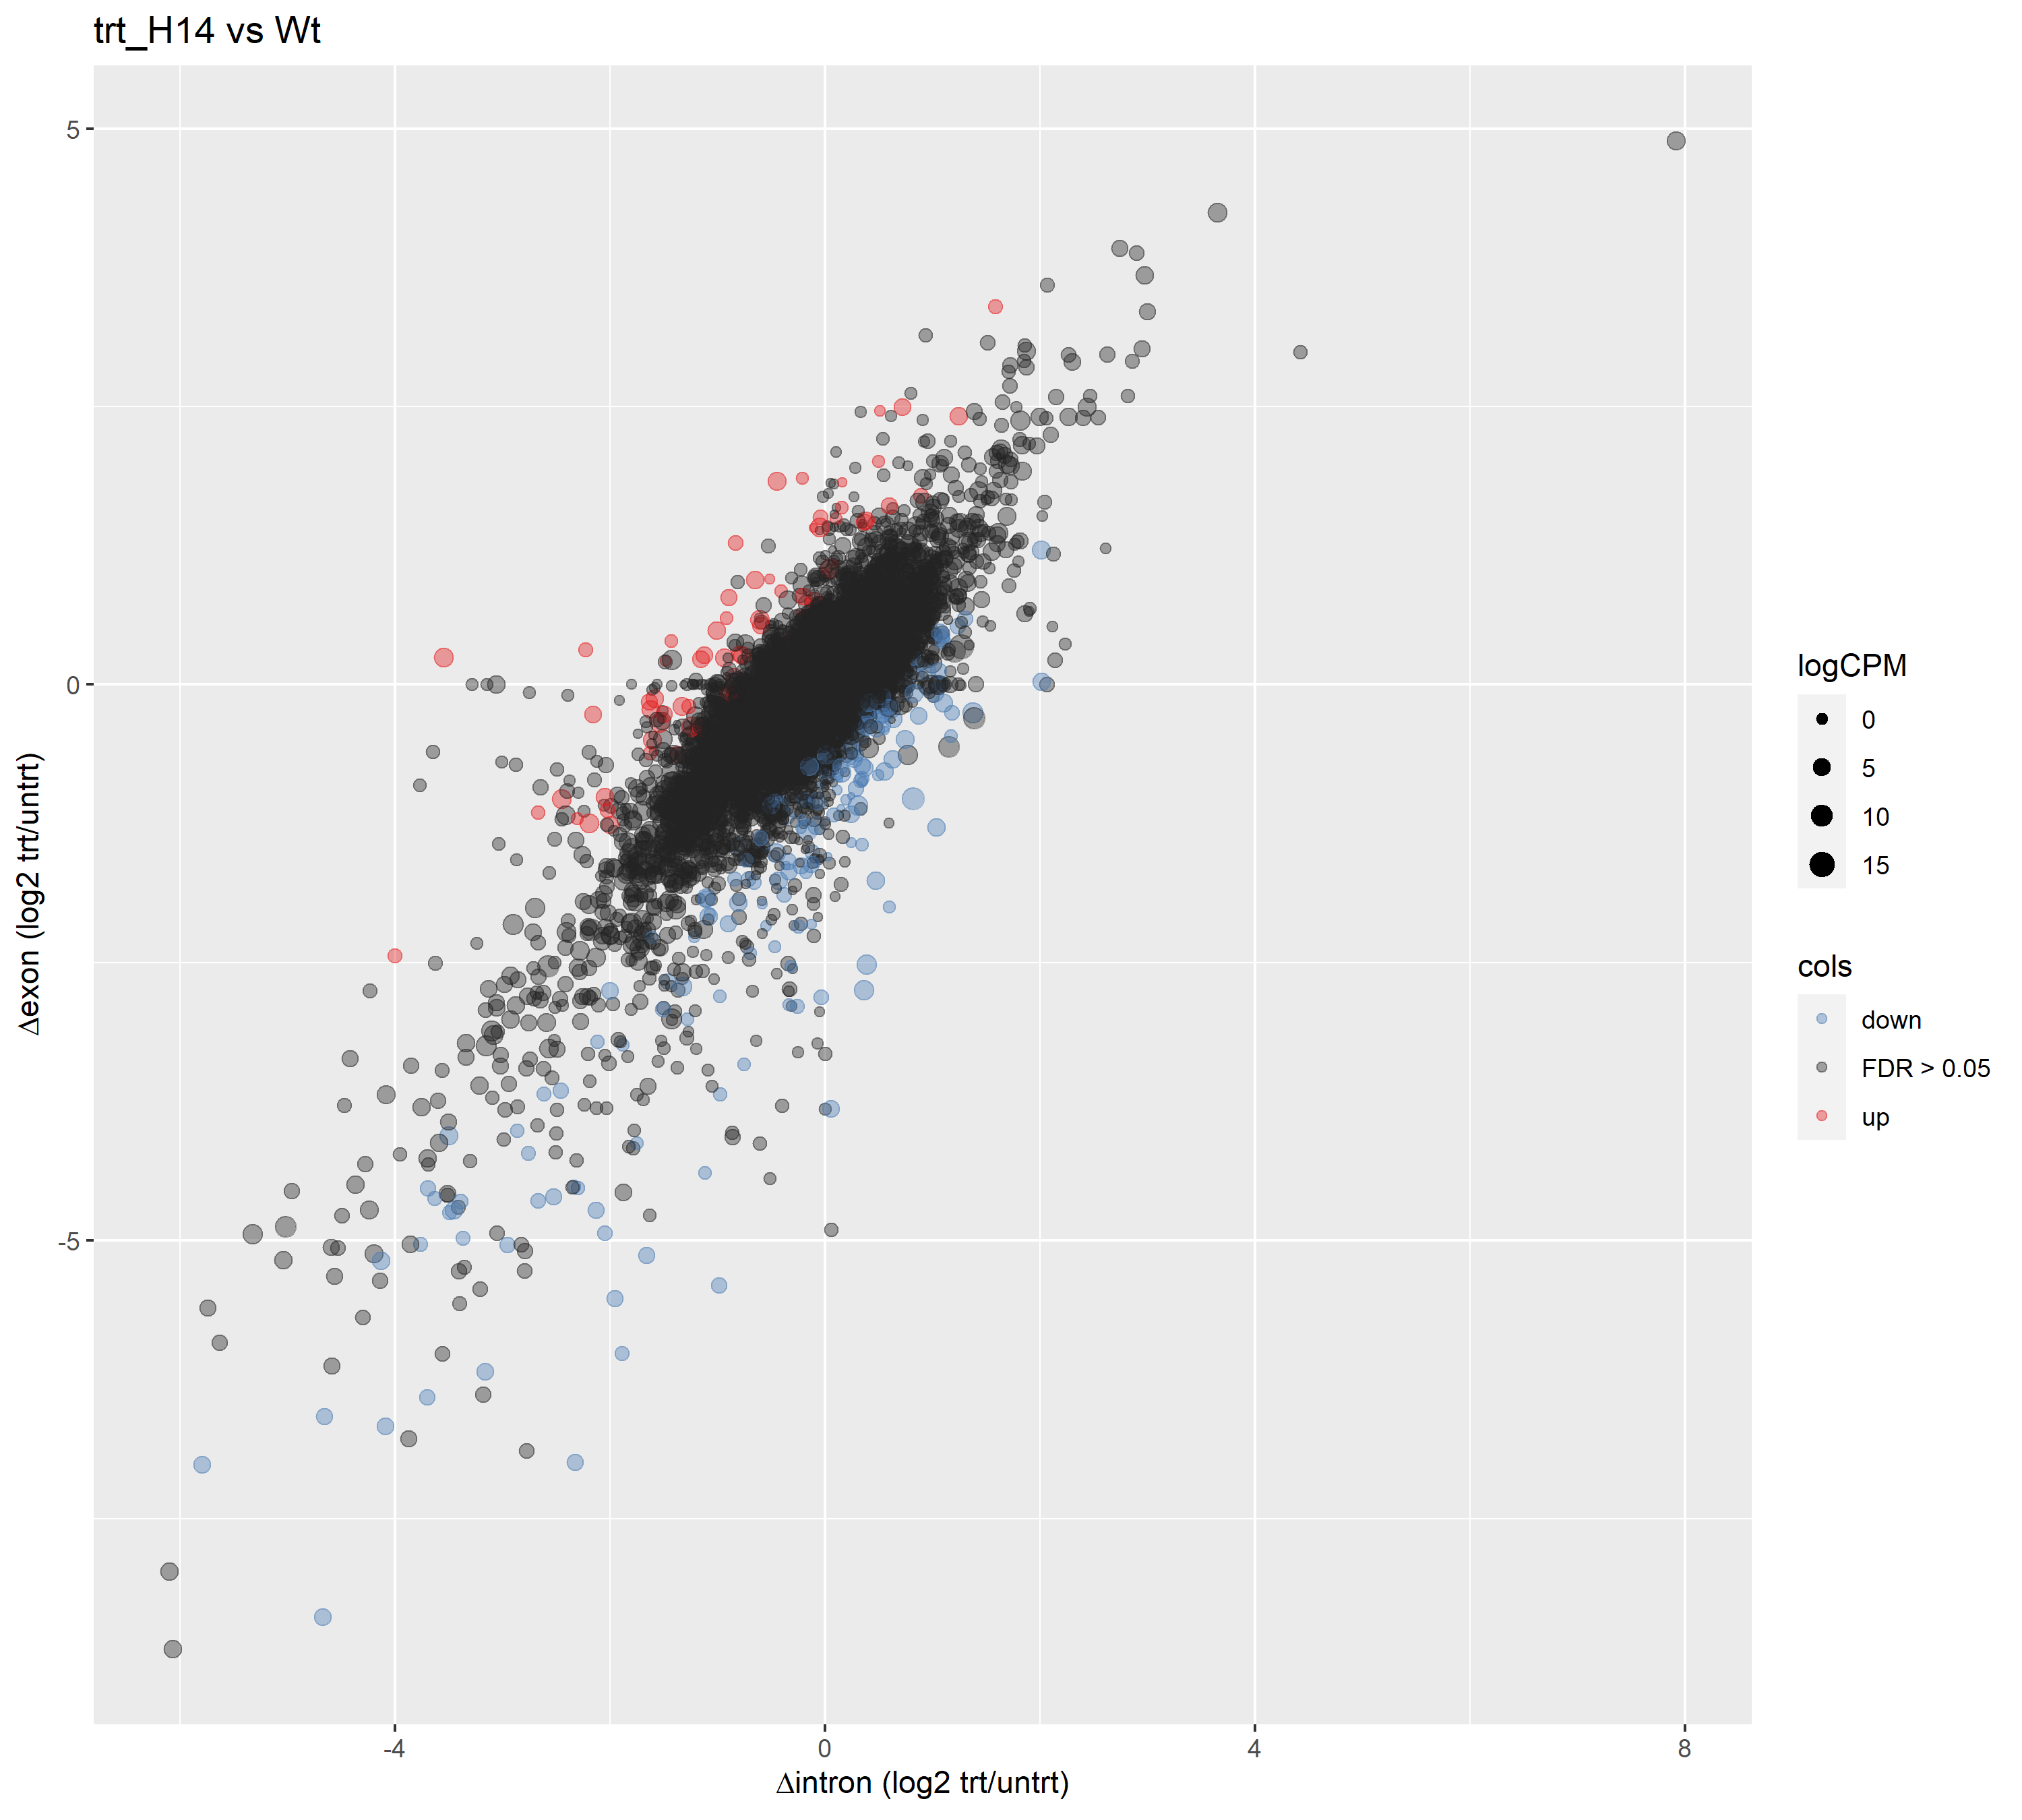 trt_H14 vs Wt
5
0
-5
-4
0
4
8
Δexon (log2 trt/untrt)
Δintron (log2 trt/untrt)
logCPM
0
5
10
15
cols
down
FDR > 0.05
up